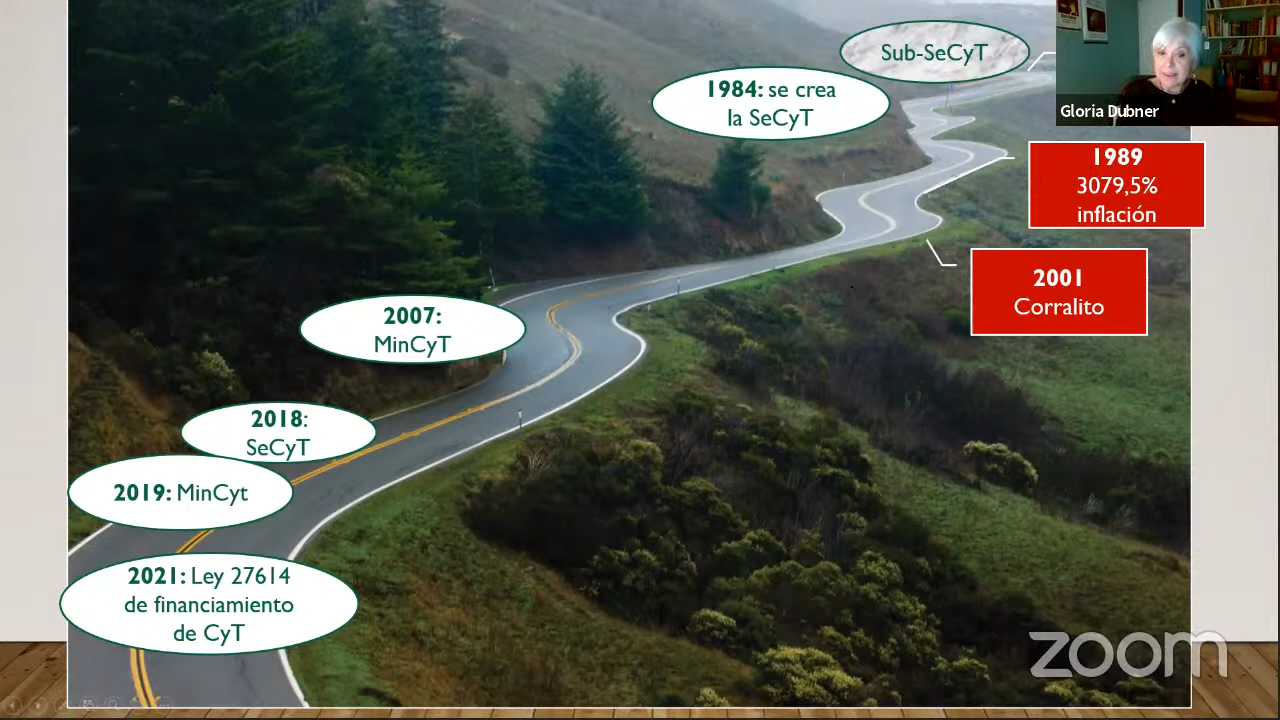 Sub-SeCyT
1984: se crea
la SeCyT
Gloria Dubner
1989
3079,5%
inflación
2001
Corralito
2007:
MinCyT
2018:
SeCyT
2019: MinCyt
2021: Ley 27614
de financiamiento
de CyT
zoom